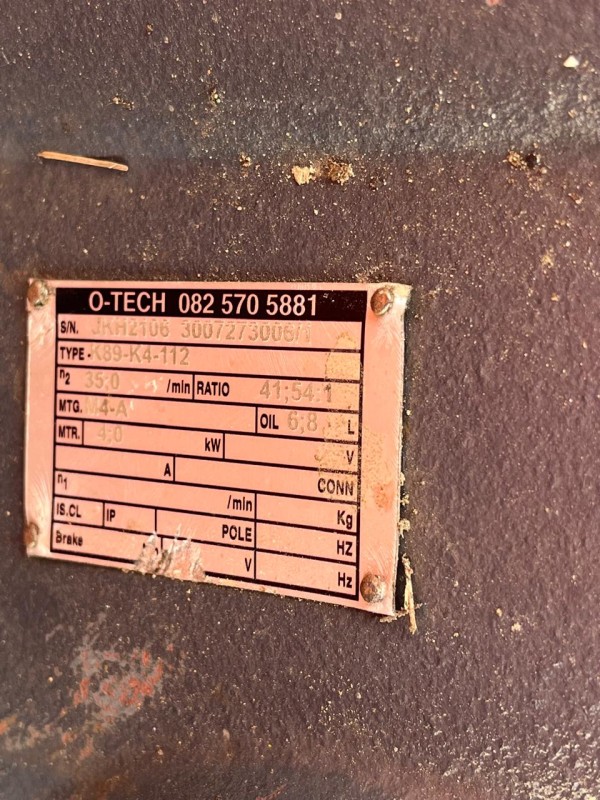 O-TECH 082 570 5881
S/N. JKH2106 3007273006/1
TYPE - K89-K4-112
n2 35;0 /min RATIO 41;54:1
MTG. M4-A OIL 6;8 L
MTR. 4;0 kW V
A CONN
n1 /min Kg
IS.CL IP POLE HZ
Brake V Hz